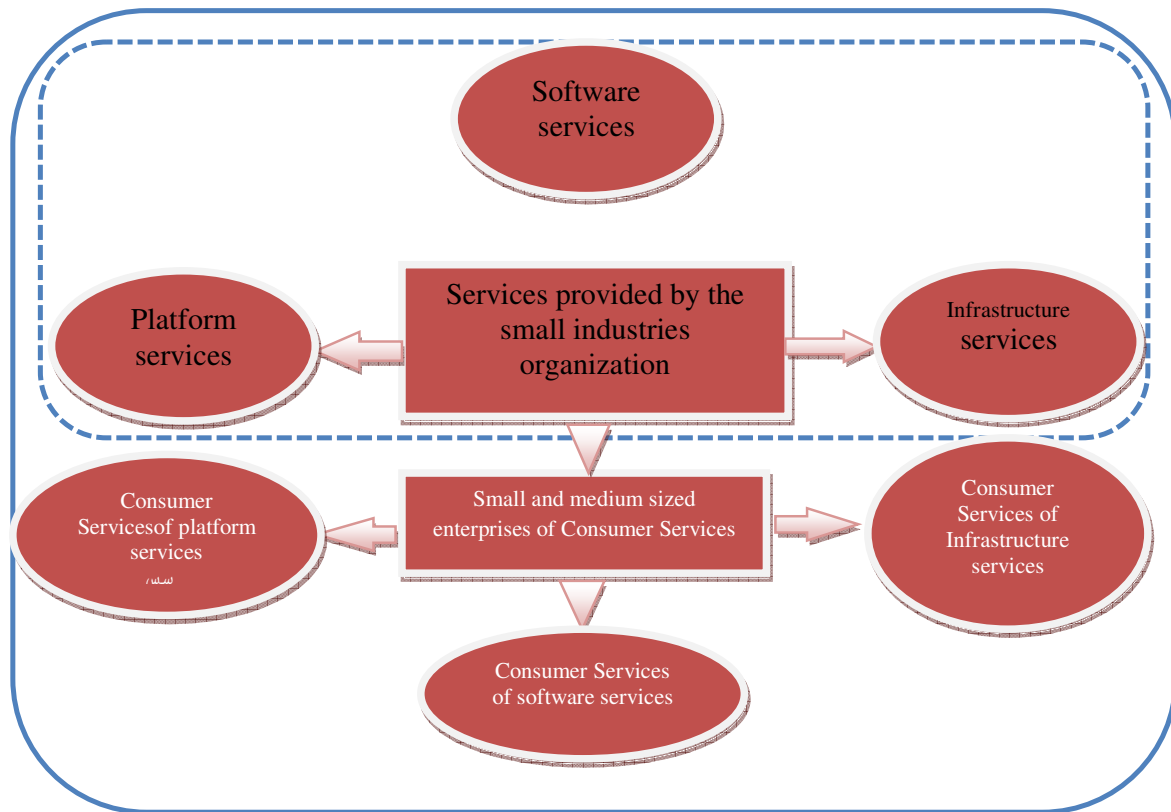 Software
services
Services provided by the
small industries
organization
Platform
services
Infrastructure
services
Consumer
Servicesof platform
services
Small and medium sized
enterprises of Consumer Services
Consumer
Services of
Infrastructure
services
Consumer Services
of software services